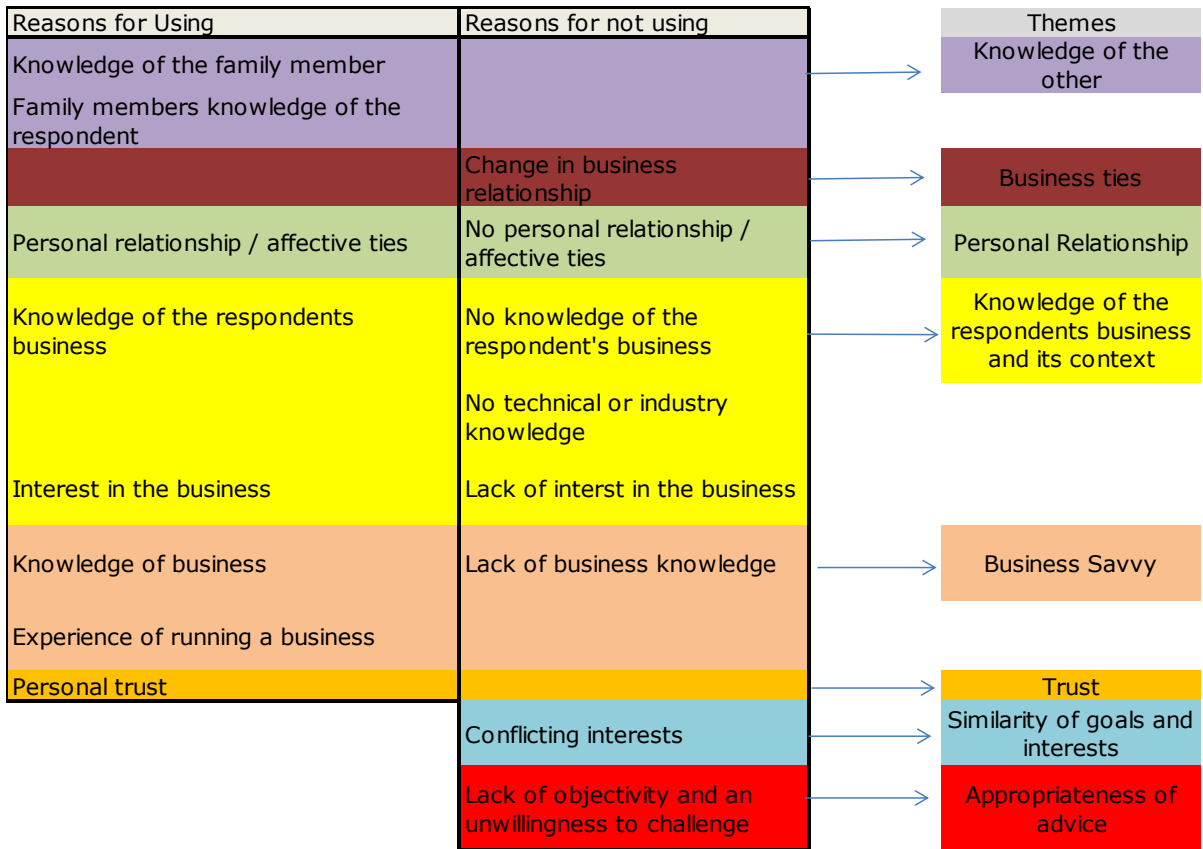 Reasons for Using
Reasons for not using
Themes
Knowledge of the family member
Knowledge of the
other
Family members knowledge of the
respondent
Change in business
relationship
Business ties
Personal relationship / affective ties
No personal relationship /
affective ties
Personal Relationship
Knowledge of the respondents
business
No knowledge of the
respondent's business
Knowledge of the
respondents business
and its context
No technical or industry
knowledge
Interest in the business
Lack of interst in the business
Knowledge of business
Lack of business knowledge
Business Savvy
Experience of running a business
Personal trust
Trust
Conflicting interests
Similarity of goals and
interests
Lack of objectivity and an
unwillingness to challenge
Appropriateness of
advice